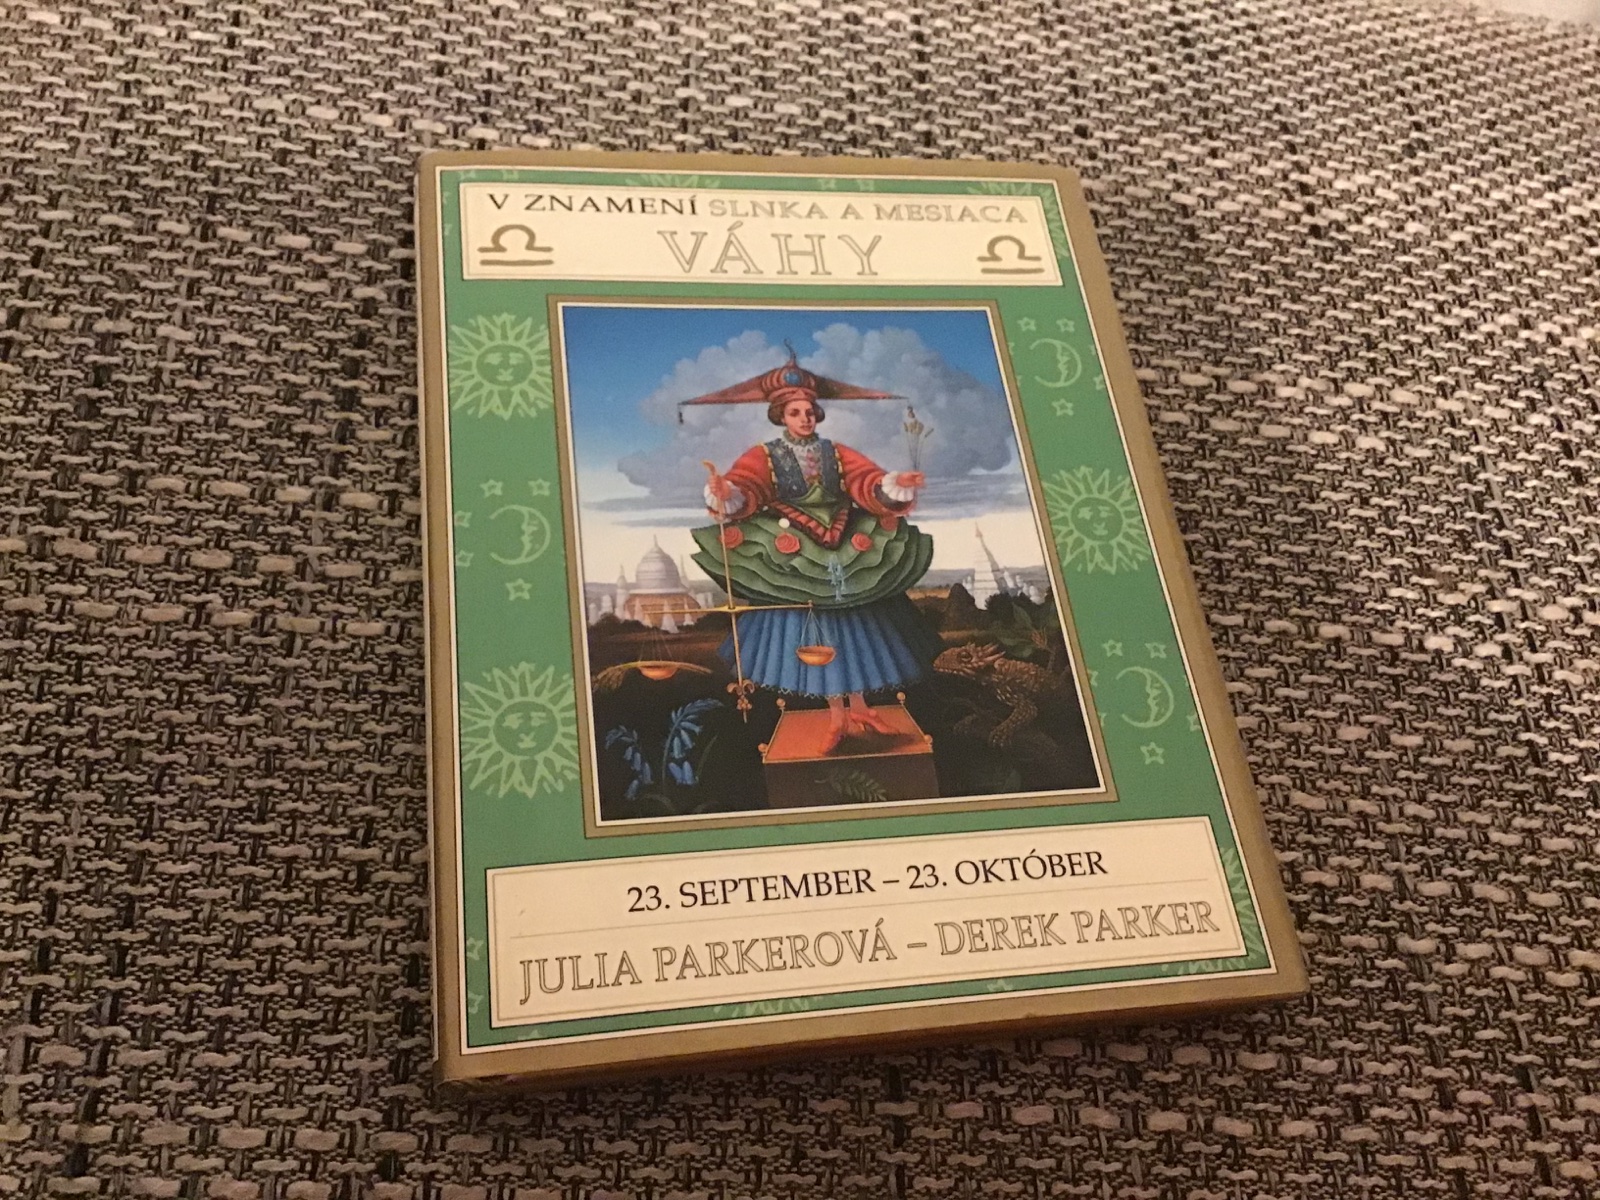 V ZNAMENÍ SLNKA A MESIACA
VÁHY
23. SEPTEMBER – 23. OKTÓBER
JULIA PARKEROVÁ – DEREK PARKER